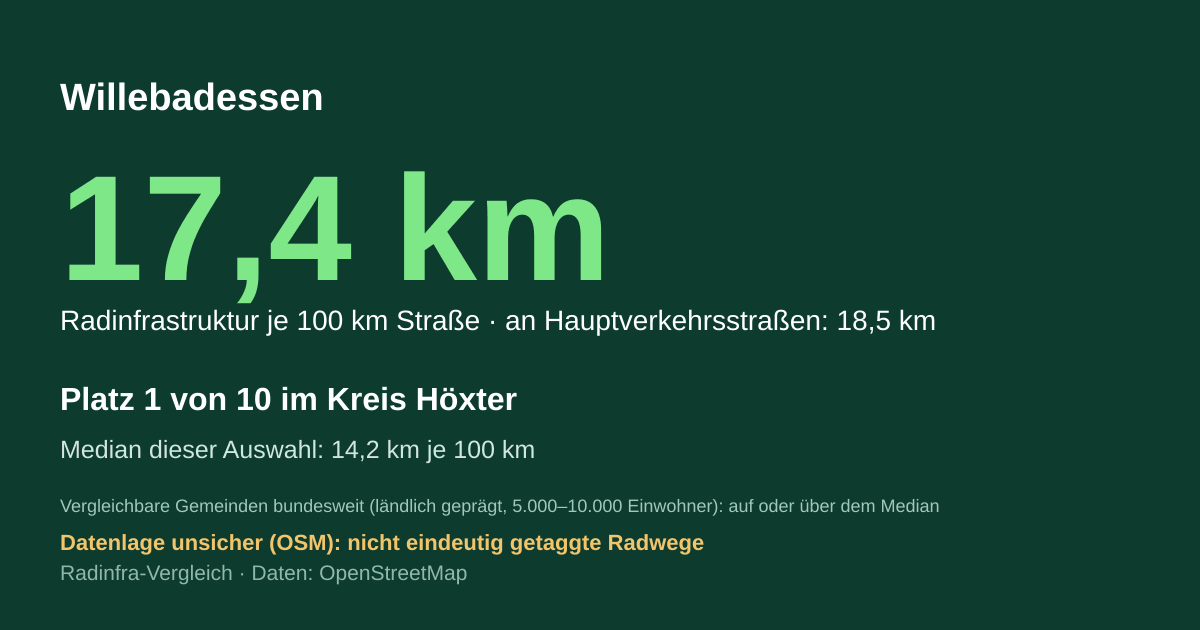 Willebadessen
17,4 km
Radinfrastruktur je 100 km Straße · an Hauptverkehrsstraßen: 18,5 km
Platz 1 von 10 im Kreis Höxter
Median dieser Auswahl: 14,2 km je 100 km
Vergleichbare Gemeinden bundesweit (ländlich geprägt, 5.000–10.000 Einwohner): auf oder über dem Median
Datenlage unsicher (OSM): nicht eindeutig getaggte Radwege
Radinfra-Vergleich · Daten: OpenStreetMap